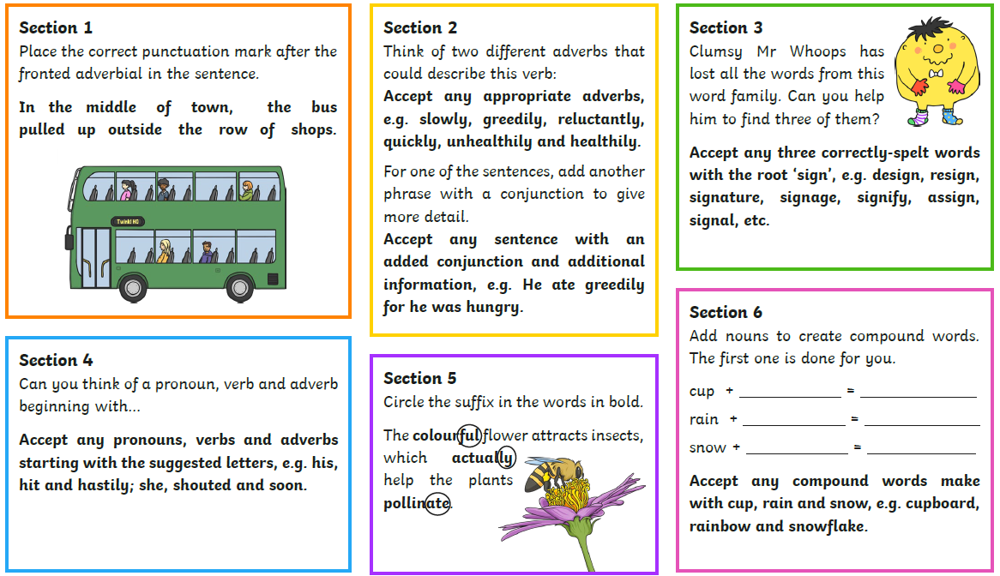 Section 1
Place the correct punctuation mark after the
fronted adverbial in the sentence.
In the middle of town, the bus
pulled up outside the row of shops.
Twinkl HQ
Section 2
Think of two different adverbs that
could describe this verb:
Accept any appropriate adverbs,
e.g. slowly, greedily, reluctantly,
quickly, unhealthily and healthily.
For one of the sentences, add another
phrase with a conjunction to give
more detail.
Accept any sentence with an
added conjunction and additional
information, e.g. He ate greedily
for he was hungry.
Section 3
Clumsy Mr Whoops has
lost all the words from this
word family. Can you help
him to find three of them?
Accept any three correctly-spelt words
with the root ‘sign’, e.g. design, resign,
signature, signage, signify, assign,
signal, etc.
Section 4
Can you think of a pronoun, verb and adverb
beginning with...
Accept any pronouns, verbs and adverbs
starting with the suggested letters, e.g. his,
hit and hastily; she, shouted and soon.
Section 5
Circle the suffix in the words in bold.
The colourful flower attracts insects,
which actually
help the plants
pollinate.
Section 6
Add nouns to create compound words.
The first one is done for you.
cup + ____________ = ____________
rain + ____________ = ____________
snow + ____________ = ____________
Accept any compound words make
with cup, rain and snow, e.g. cupboard,
rainbow and snowflake.